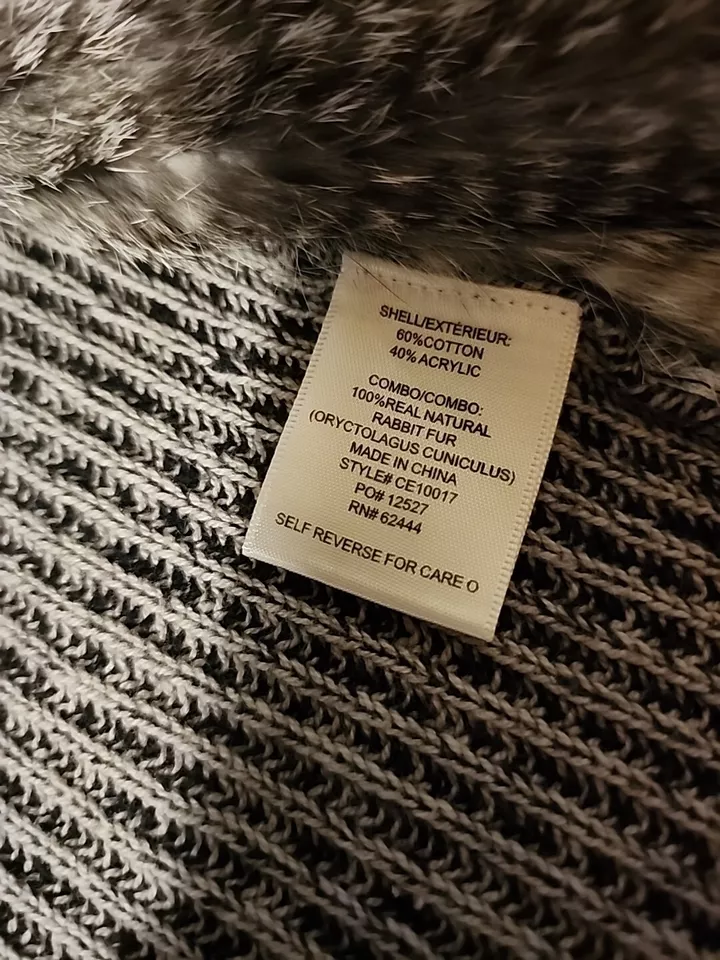 SHELL/EXTÉRIEUR:
60%COTTON
40% ACRYLIC
COMBO/COMBO:
100%REAL NATURAL
RABBIT FUR
(ORYCTOLAGUS CUNICULUS)
MADE IN CHINA
STYLE# CE10017
PO# 12527
RN# 62444
SELF REVERSE FOR CARE O